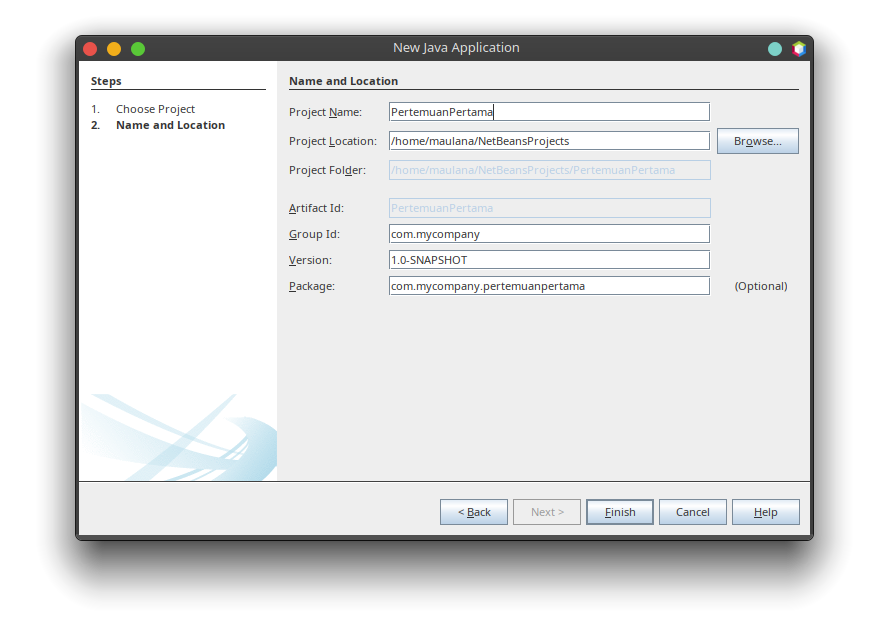 New Java Application
Steps
1. Choose Project
2. Name and Location
Name and Location
Project Name: PertemuanPertama
Project Location: /home/maulana/NetBeansProjects Browse...
Project Folder: /home/maulana/NetBeansProjects/PertemuanPertama
Artifact Id: PertemuanPertama
Group Id: com.mycompany
Version: 1.0-SNAPSHOT
Package: com.mycompany.pertemuanpertama (Optional)
< Back Next > Finish Cancel Help